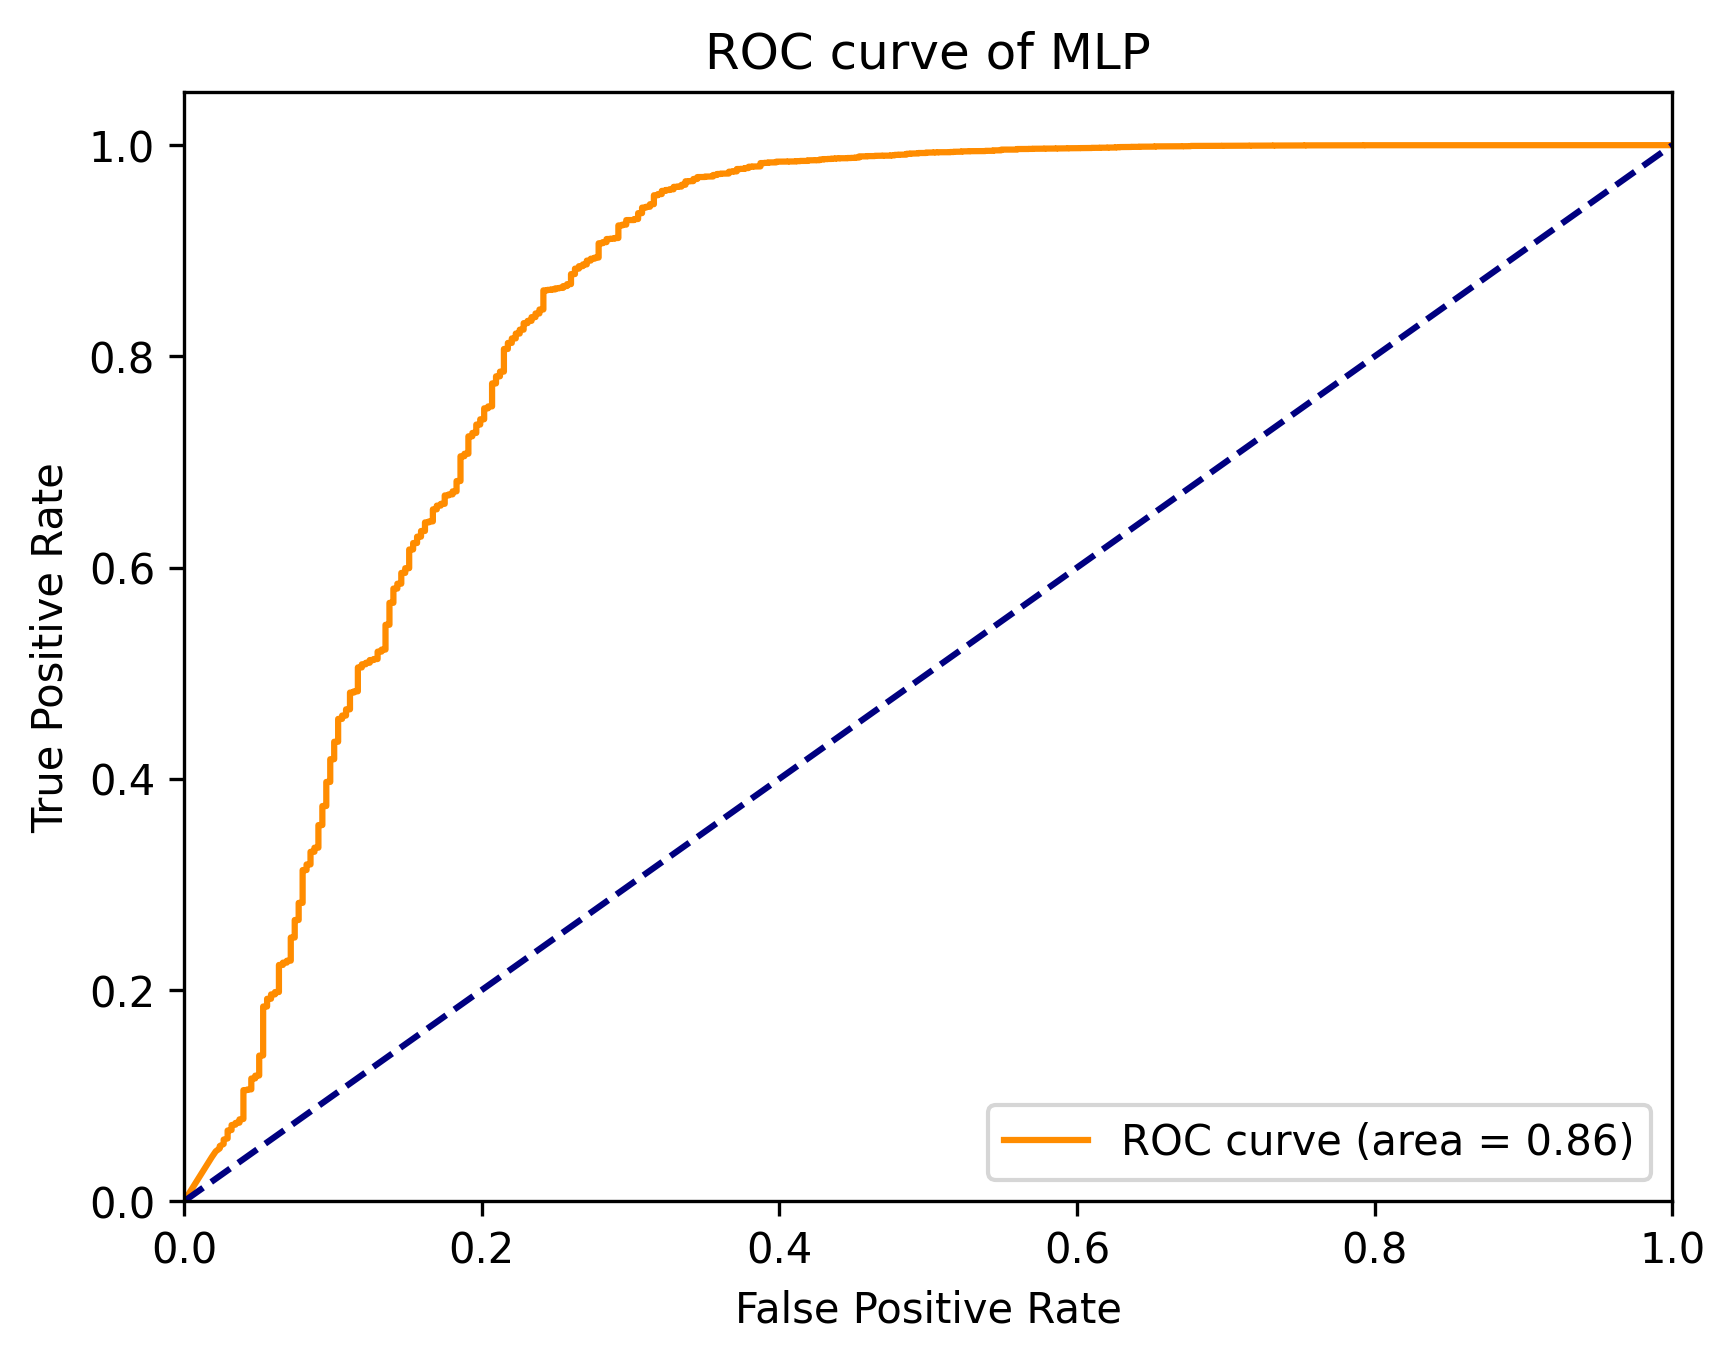 ROC curve of MLP
1.0
0.8
0.6
0.4
0.2
0.0
True Positive Rate
ROC curve (area = 0.86)
0.0 0.2 0.4 0.6 0.8 1.0
False Positive Rate